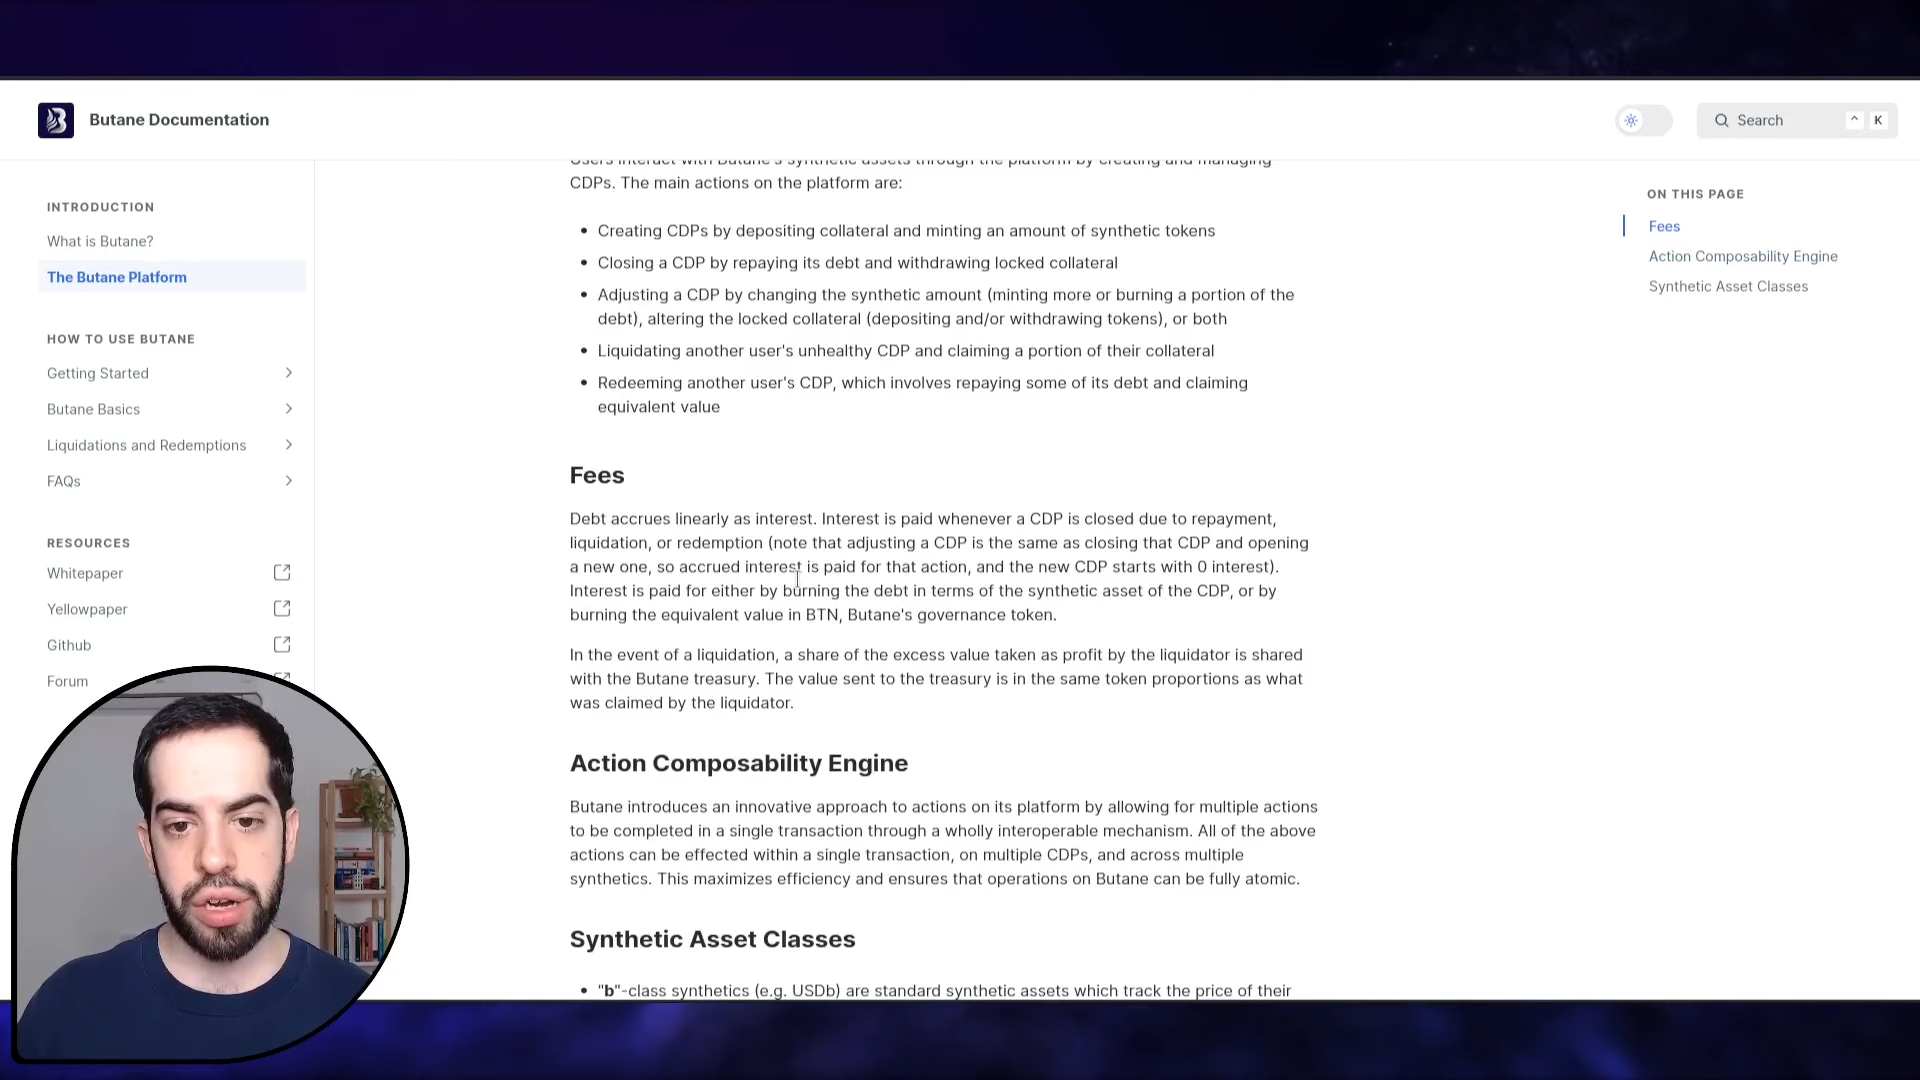 Butane Documentation
Search
^
K
INTRODUCTION
What is Butane?
The Butane Platform
HOW TO USE BUTANE
Getting Started
Butane Basics
Liquidations and Redemptions
FAQs
RESOURCES
Whitepaper
Yellowpaper
Github
Forum
Users interact with Butane's synthetic assets through the platform by creating and managing
CDPs. The main actions on the platform are:
• Creating CDPs by depositing collateral and minting an amount of synthetic tokens
• Closing a CDP by repaying its debt and withdrawing locked collateral
• Adjusting a CDP by changing the synthetic amount (minting more or burning a portion of the
debt), altering the locked collateral (depositing and/or withdrawing tokens), or both
• Liquidating another user's unhealthy CDP and claiming a portion of their collateral
• Redeeming another user's CDP, which involves repaying some of its debt and claiming
equivalent value
Fees
Debt accrues linearly as interest. Interest is paid whenever a CDP is closed due to repayment,
liquidation, or redemption (note that adjusting a CDP is the same as closing that CDP and opening
a new one, so accrued interest is paid for that action, and the new CDP starts with 0 interest).
Interest is paid for either by burning the debt in terms of the synthetic asset of the CDP, or by
burning the equivalent value in BTN, Butane's governance token.
In the event of a liquidation, a share of the excess value taken as profit by the liquidator is shared
with the Butane treasury. The value sent to the treasury is in the same token proportions as what
was claimed by the liquidator.
Action Composability Engine
Butane introduces an innovative approach to actions on its platform by allowing for multiple actions
to be completed in a single transaction through a wholly interoperable mechanism. All of the above
actions can be effected within a single transaction, on multiple CDPs, and across multiple
synthetics. This maximizes efficiency and ensures that operations on Butane can be fully atomic.
Synthetic Asset Classes
• "b"-class synthetics (e.g. USDb) are standard synthetic assets which track the price of their
ON THIS PAGE
Fees
Action Composability Engine
Synthetic Asset Classes